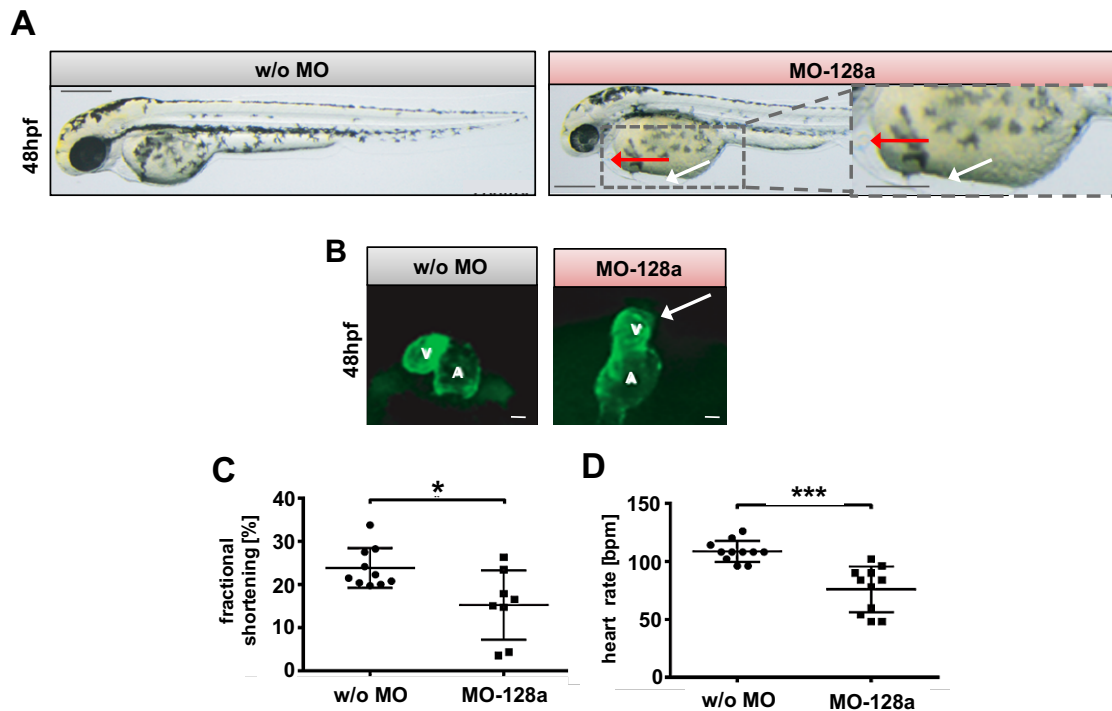 A
w/o MO
MO-128a
48hpf
B
w/o MO
MO-128a
48hpf
V
A
V
A
C
*
fractional
shortening [%]
40
30
20
10
0
w/o MO
MO-128a
D
***
heart rate [bpm]
150
100
50
0
w/o MO
MO-128a